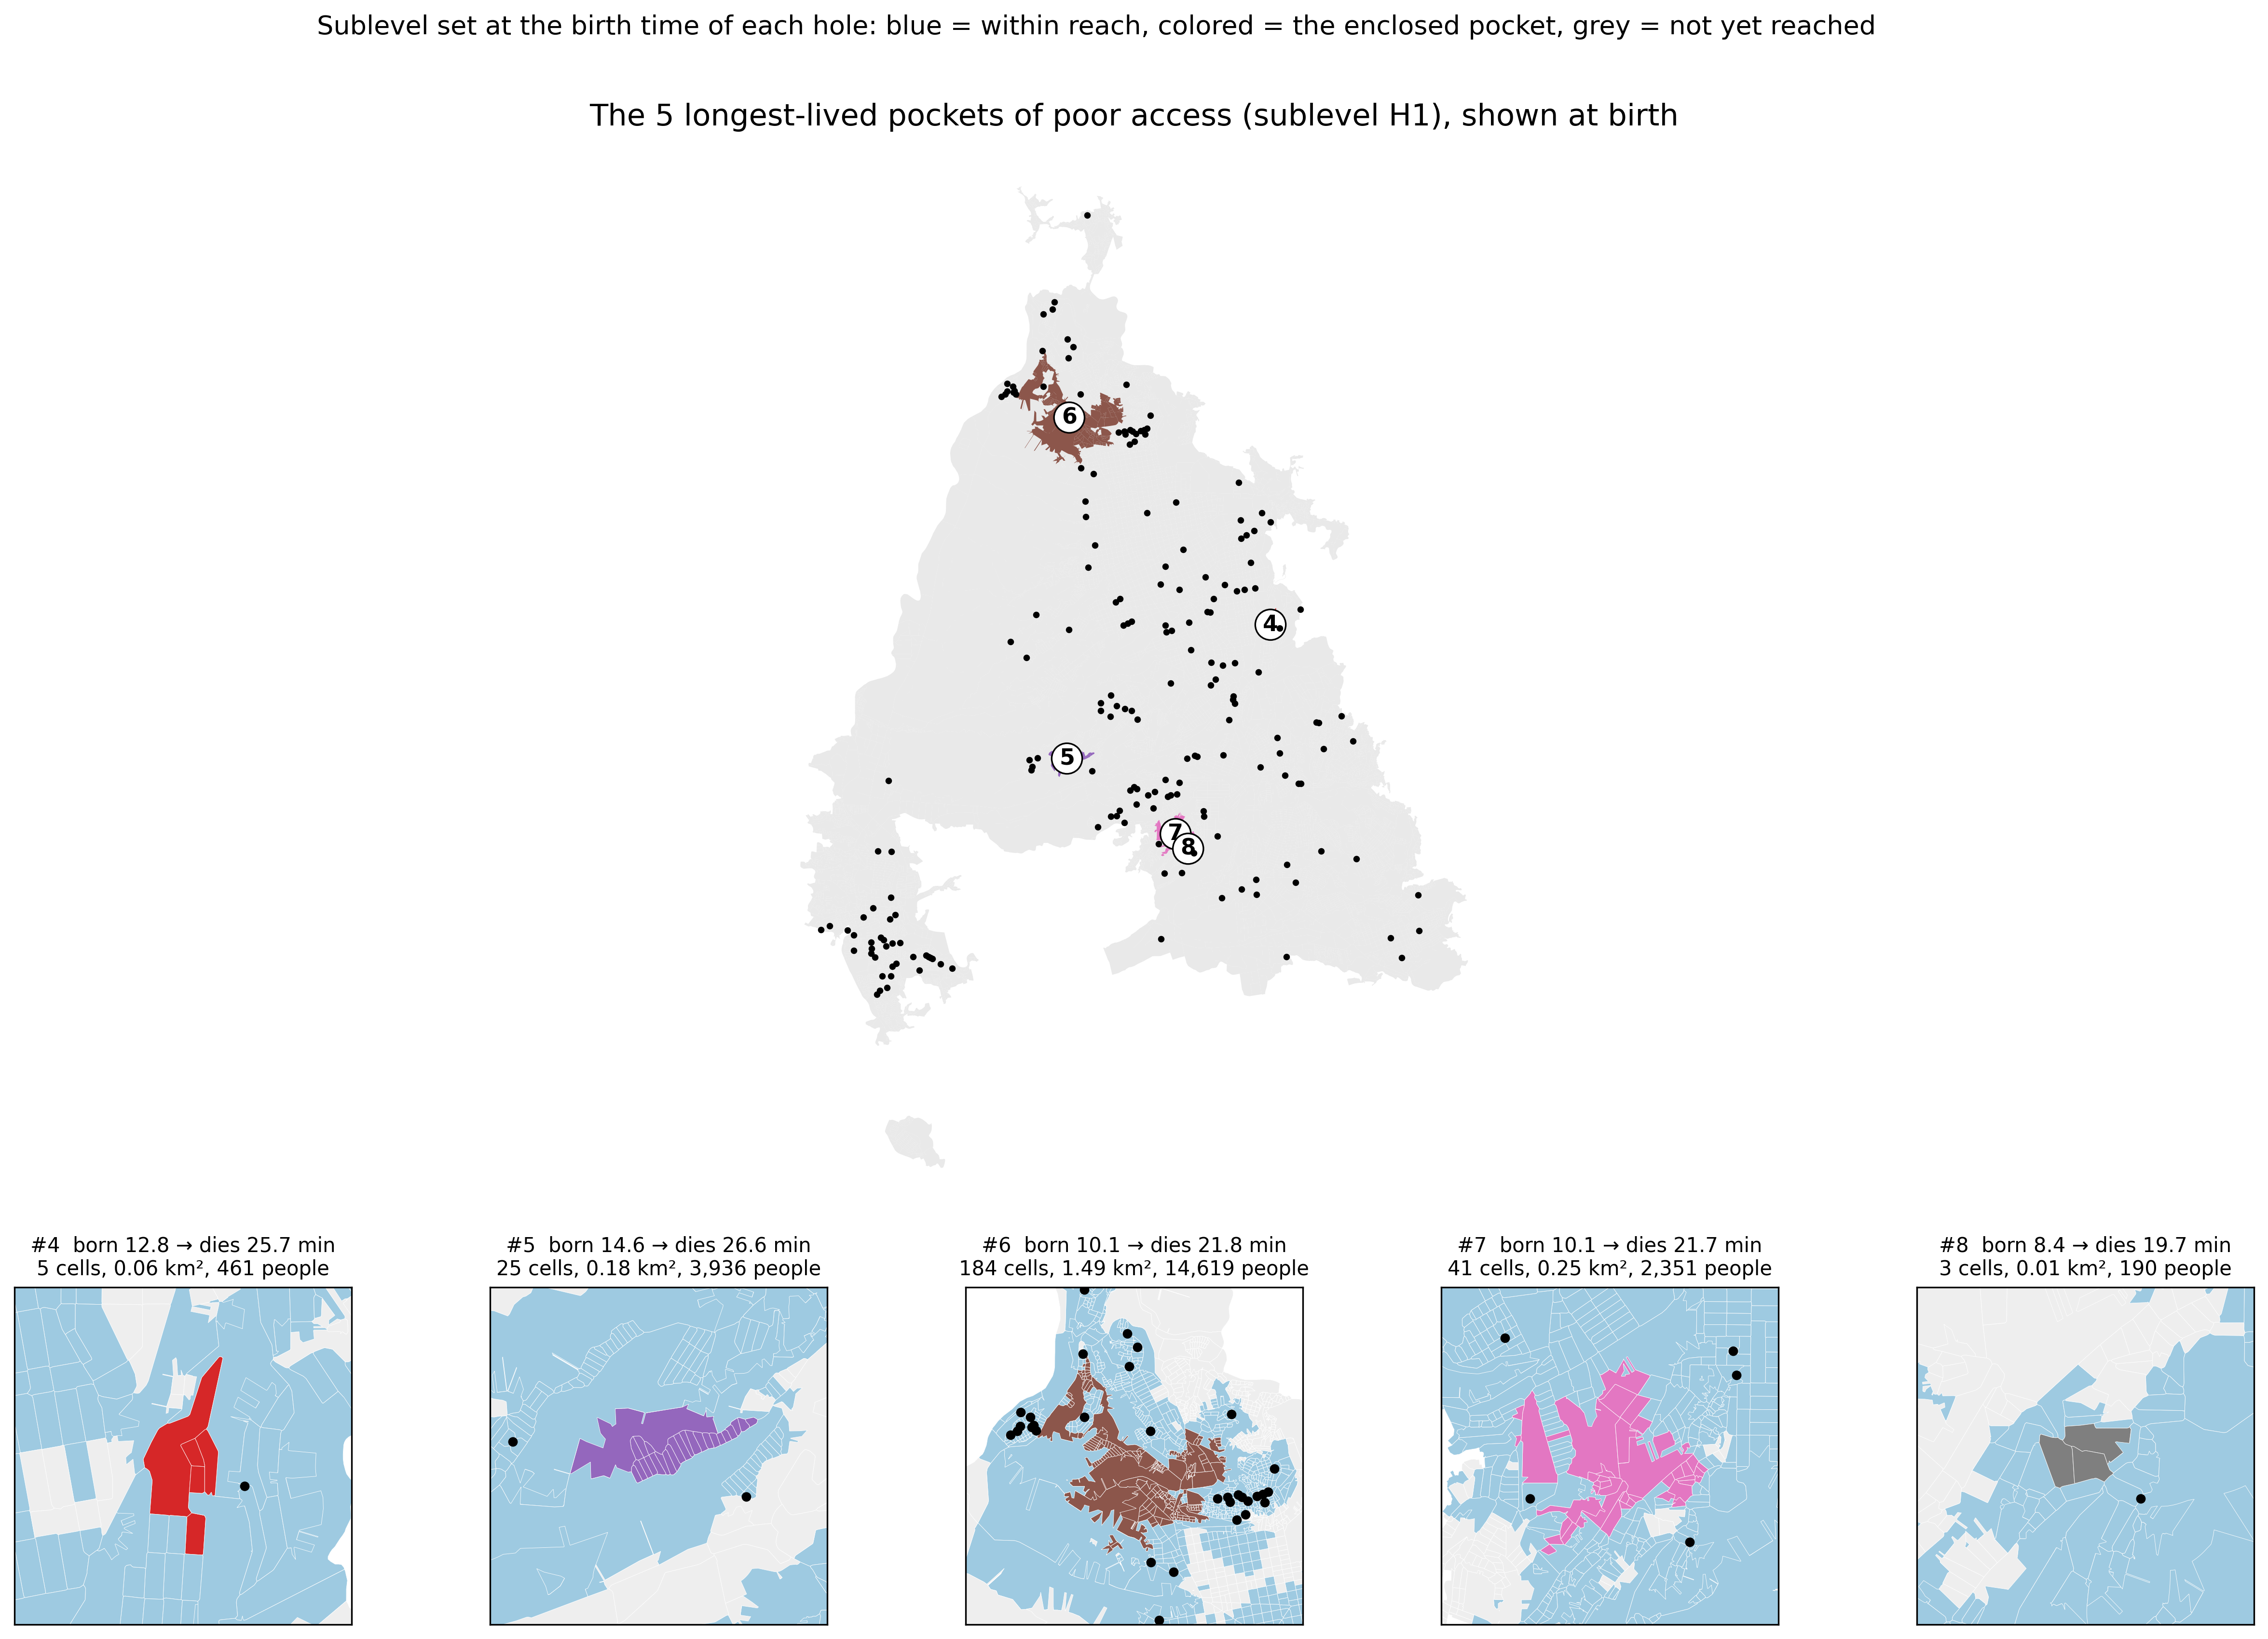 Sublevel set at the birth time of each hole: blue = within reach, colored = the enclosed pocket, grey = not yet reached
The 5 longest-lived pockets of poor access (sublevel H1), shown at birth
6
4
5
7
8
#4  born 12.8 → dies 25.7 min
5 cells, 0.06 km², 461 people
#5  born 14.6 → dies 26.6 min
25 cells, 0.18 km², 3,936 people
#6  born 10.1 → dies 21.8 min
184 cells, 1.49 km², 14,619 people
#7  born 10.1 → dies 21.7 min
41 cells, 0.25 km², 2,351 people
#8  born 8.4 → dies 19.7 min
3 cells, 0.01 km², 190 people